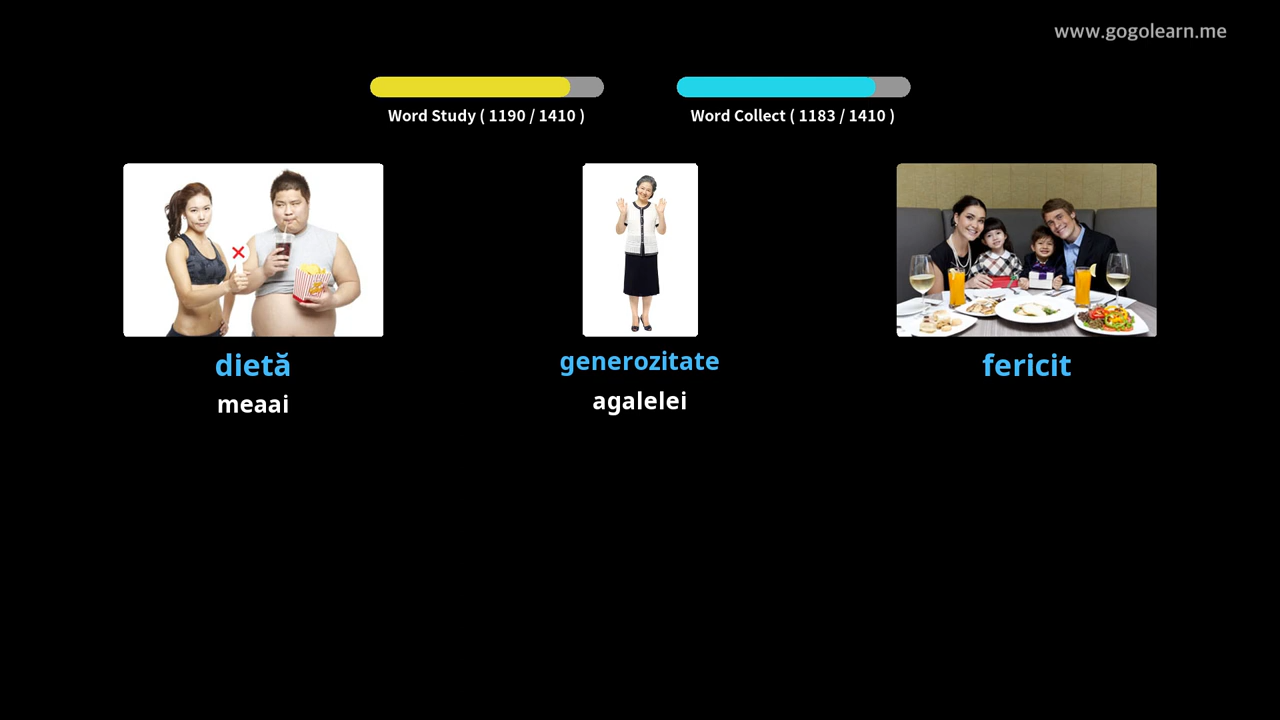 www.gogolearn.me
Word Study ( 1190 / 1410 )
Word Collect ( 1183 / 1410 )
dietă
generozitate
fericit
meaai
agalelei